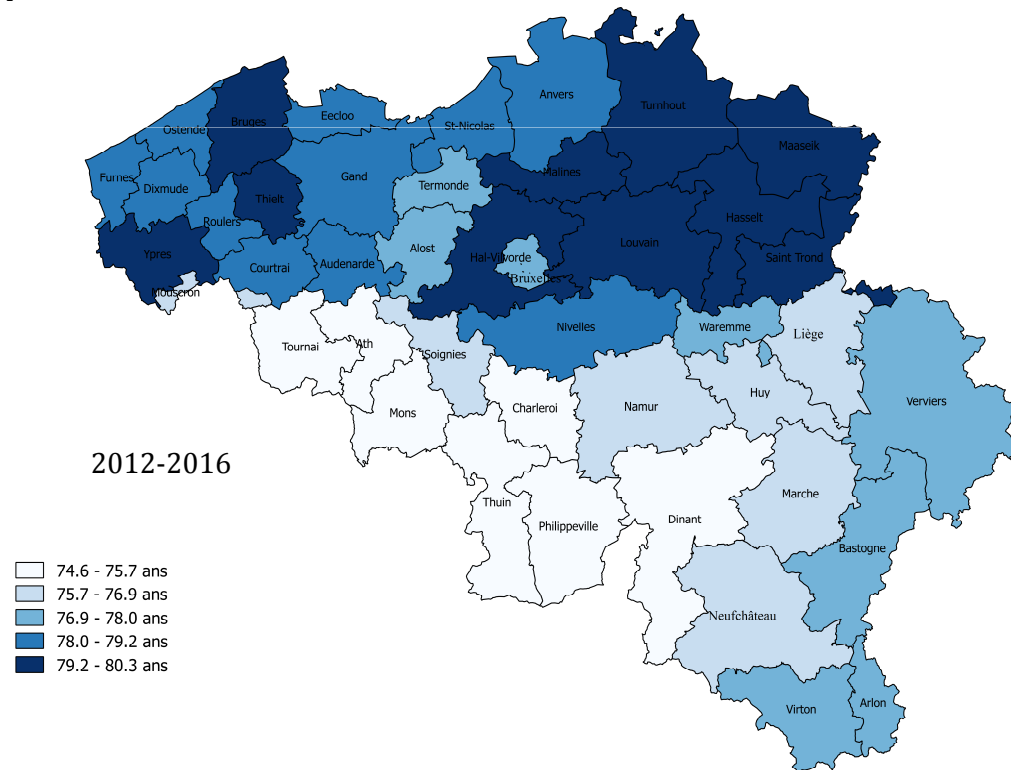 Anvers
Turnhout
Eecloo
St-Nicolas
Bruges
Ostende
Maaseik
Malines
Furnes
Dixmude
Gand
Termonde
Thielt
Hasselt
Roulers
Louvain
Ypres
Alost
Hal-Vilvorde
Saint Trond
Courtrai
Audenarde
Bruxelles
Mouscron
Nivelles
Waremme
Liège
Tournai
Ath
Soignies
Huy
Verviers
Charleroi
Namur
Mons
2012-2016
Marche
Thuin
Philippeville
Dinant
Bastogne
74.6 - 75.7 ans
75.7 - 76.9 ans
76.9 - 78.0 ans
78.0 - 79.2 ans
79.2 - 80.3 ans
Neufchâteau
Virton
Arlon